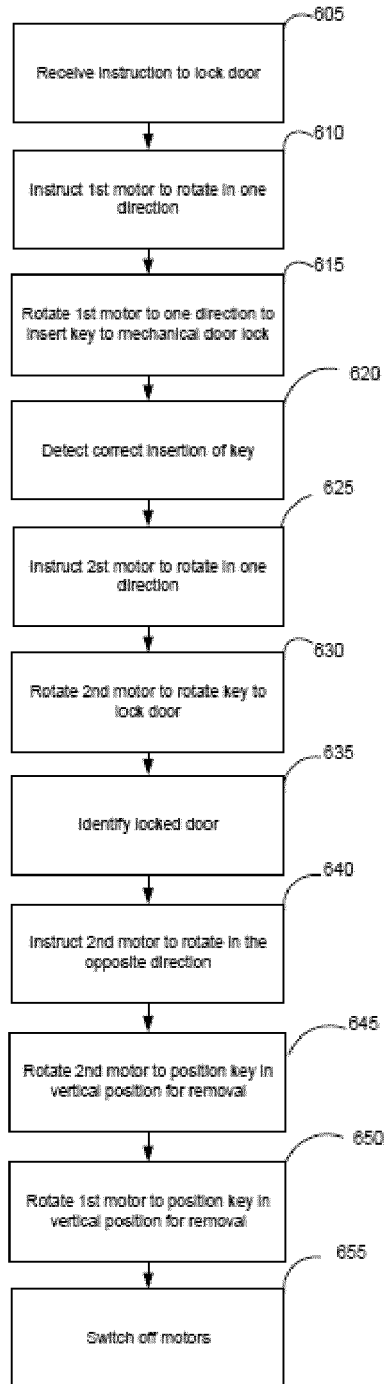 605
Receive instruction to lock door
610
Instruct 1st motor to rotate in one
direction
615
Rotate 1st motor to one direction to
insert key to mechanical door lock
620
Detect correct insertion of key
625
Instruct 2st motor to rotate in one
direction
630
Rotate 2nd motor to rotate key to
lock door
635
Identify locked door
640
Instruct 2nd motor to rotate in the
opposite direction
645
Rotate 2nd motor to position key in
vertical position for removal
650
Rotate 1st motor to position key in
vertical position for removal
655
Switch off motors